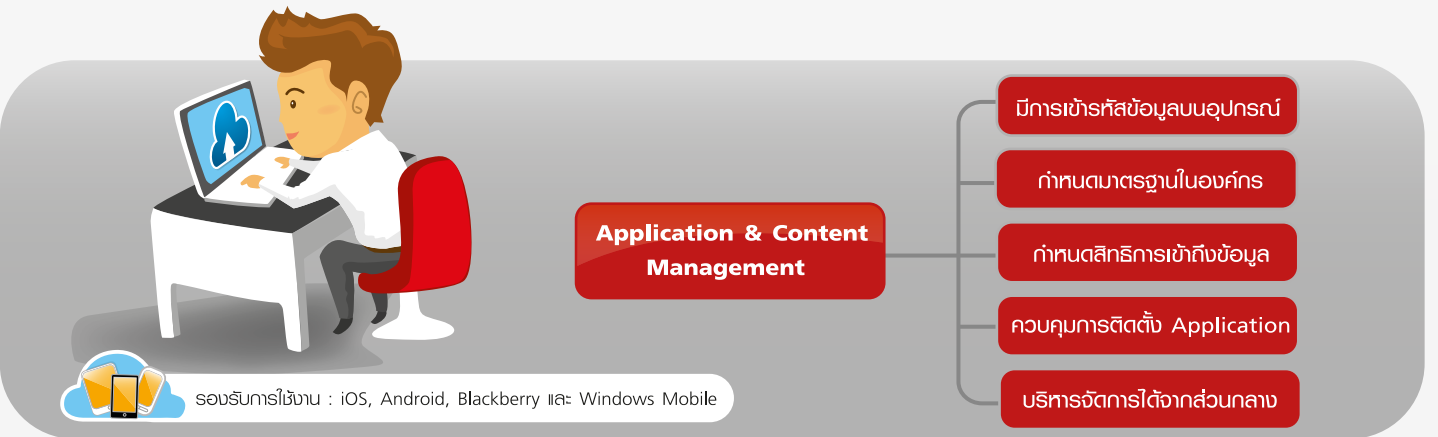 มีการเข้ารหัสข้อมูลบนอุปกรณ์
กำหนดมาตรฐานในองค์กร
Application & Content
Management
กำหนดสิทธิการเข้าถึงข้อมูล
ควบคุมการติดตั้ง Application
บริหารจัดการได้จากส่วนกลาง
รองรับการใช้งาน : iOS, Android, Blackberry และ Windows Mobile